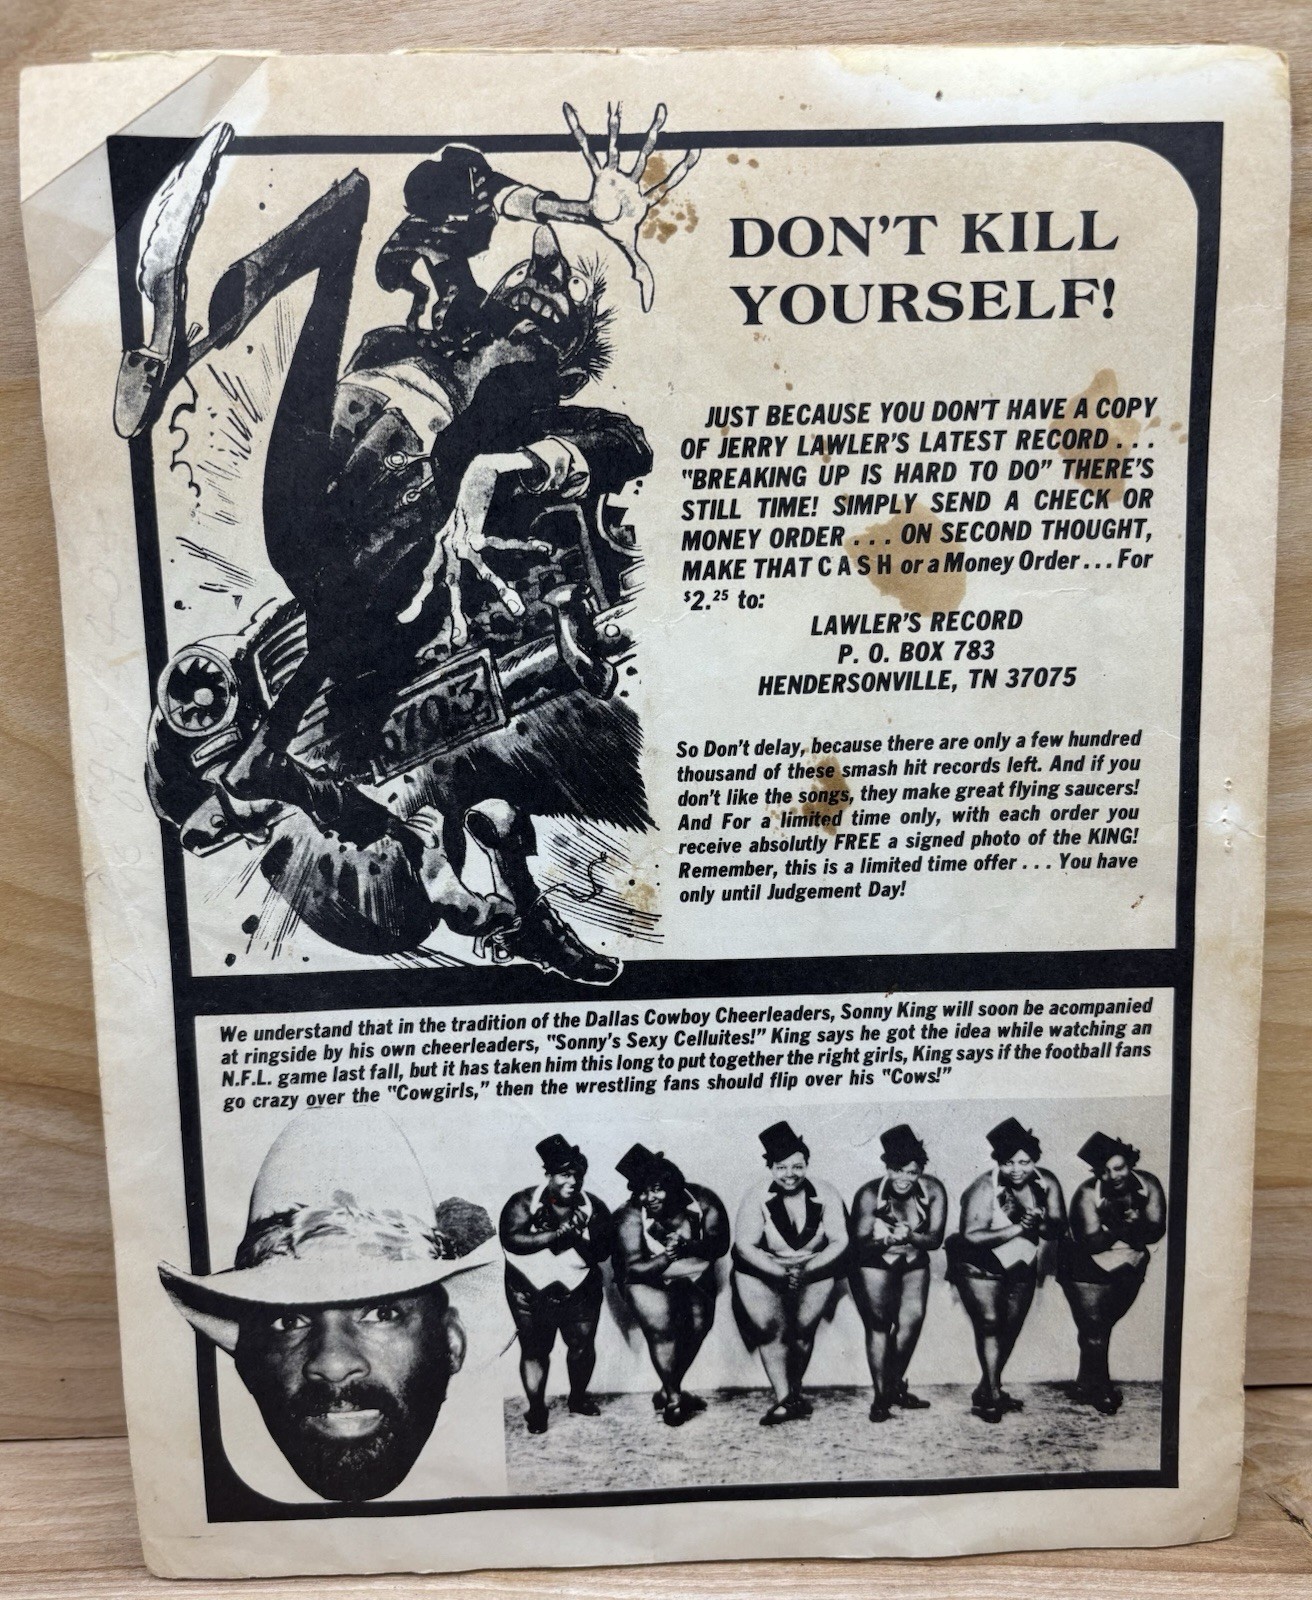 DON'T KILL
YOURSELF!
JUST BECAUSE YOU DON'T HAVE A COPY
OF JERRY LAWLER'S LATEST RECORD . . .
"BREAKING UP IS HARD TO DO" THERE'S
STILL TIME! SIMPLY SEND A CHECK OR
MONEY ORDER . . . ON SECOND THOUGHT,
MAKE THAT C A S H or a Money Order . . . For
$2.25 to:
LAWLER'S RECORD
P. O. BOX 783
HENDERSONVILLE, TN 37075
So Don't delay, because there are only a few hundred
thousand of these smash hit records left. And if you
don't like the songs, they make great flying saucers!
And For a limited time only, with each order you
receive absolutly FREE a signed photo of the KING!
Remember, this is a limited time offer . . . You have
only until Judgement Day!
We understand that in the tradition of the Dallas Cowboy Cheerleaders, Sonny King will soon be acompanied
at ringside by his own cheerleaders, "Sonny's Sexy Celluites!" King says he got the idea while watching an
N.F.L. game last fall, but it has taken him this long to put together the right girls, King says if the football fans
go crazy over the "Cowgirls," then the wrestling fans should flip over his "Cows!"